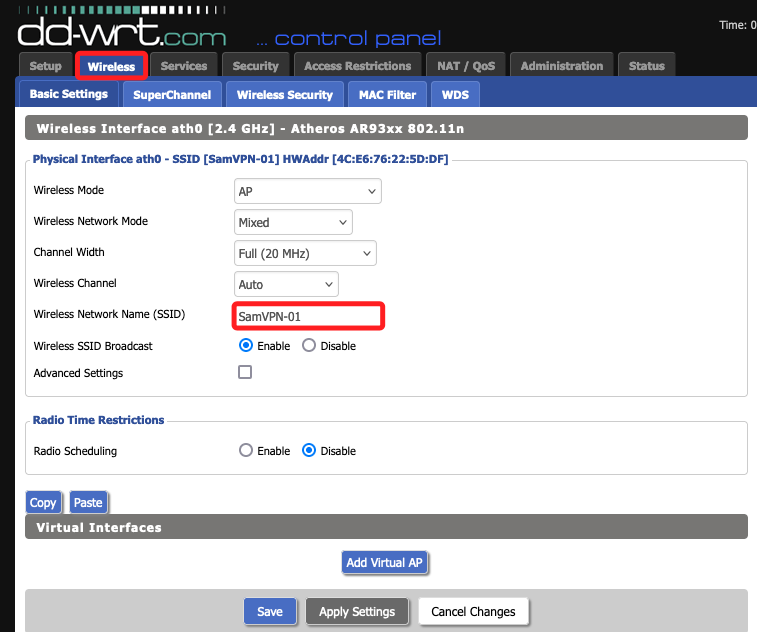 dd-wrt.com ... control panel
Time: 0
Setup Wireless Services Security Access Restrictions NAT / QoS Administration Status
Basic Settings SuperChannel Wireless Security MAC Filter WDS
Wireless Interface ath0 [2.4 GHz] - Atheros AR93xx 802.11n
Physical Interface ath0 - SSID [SamVPN-01] HWAddr [4C:E6:76:22:5D:DF]
Wireless Mode AP
Wireless Network Mode Mixed
Channel Width Full (20 MHz)
Wireless Channel Auto
Wireless Network Name (SSID) SamVPN-01
Wireless SSID Broadcast Enable Disable
Advanced Settings
Radio Time Restrictions
Radio Scheduling Enable Disable
Copy Paste
Virtual Interfaces
Add Virtual AP
Save Apply Settings Cancel Changes